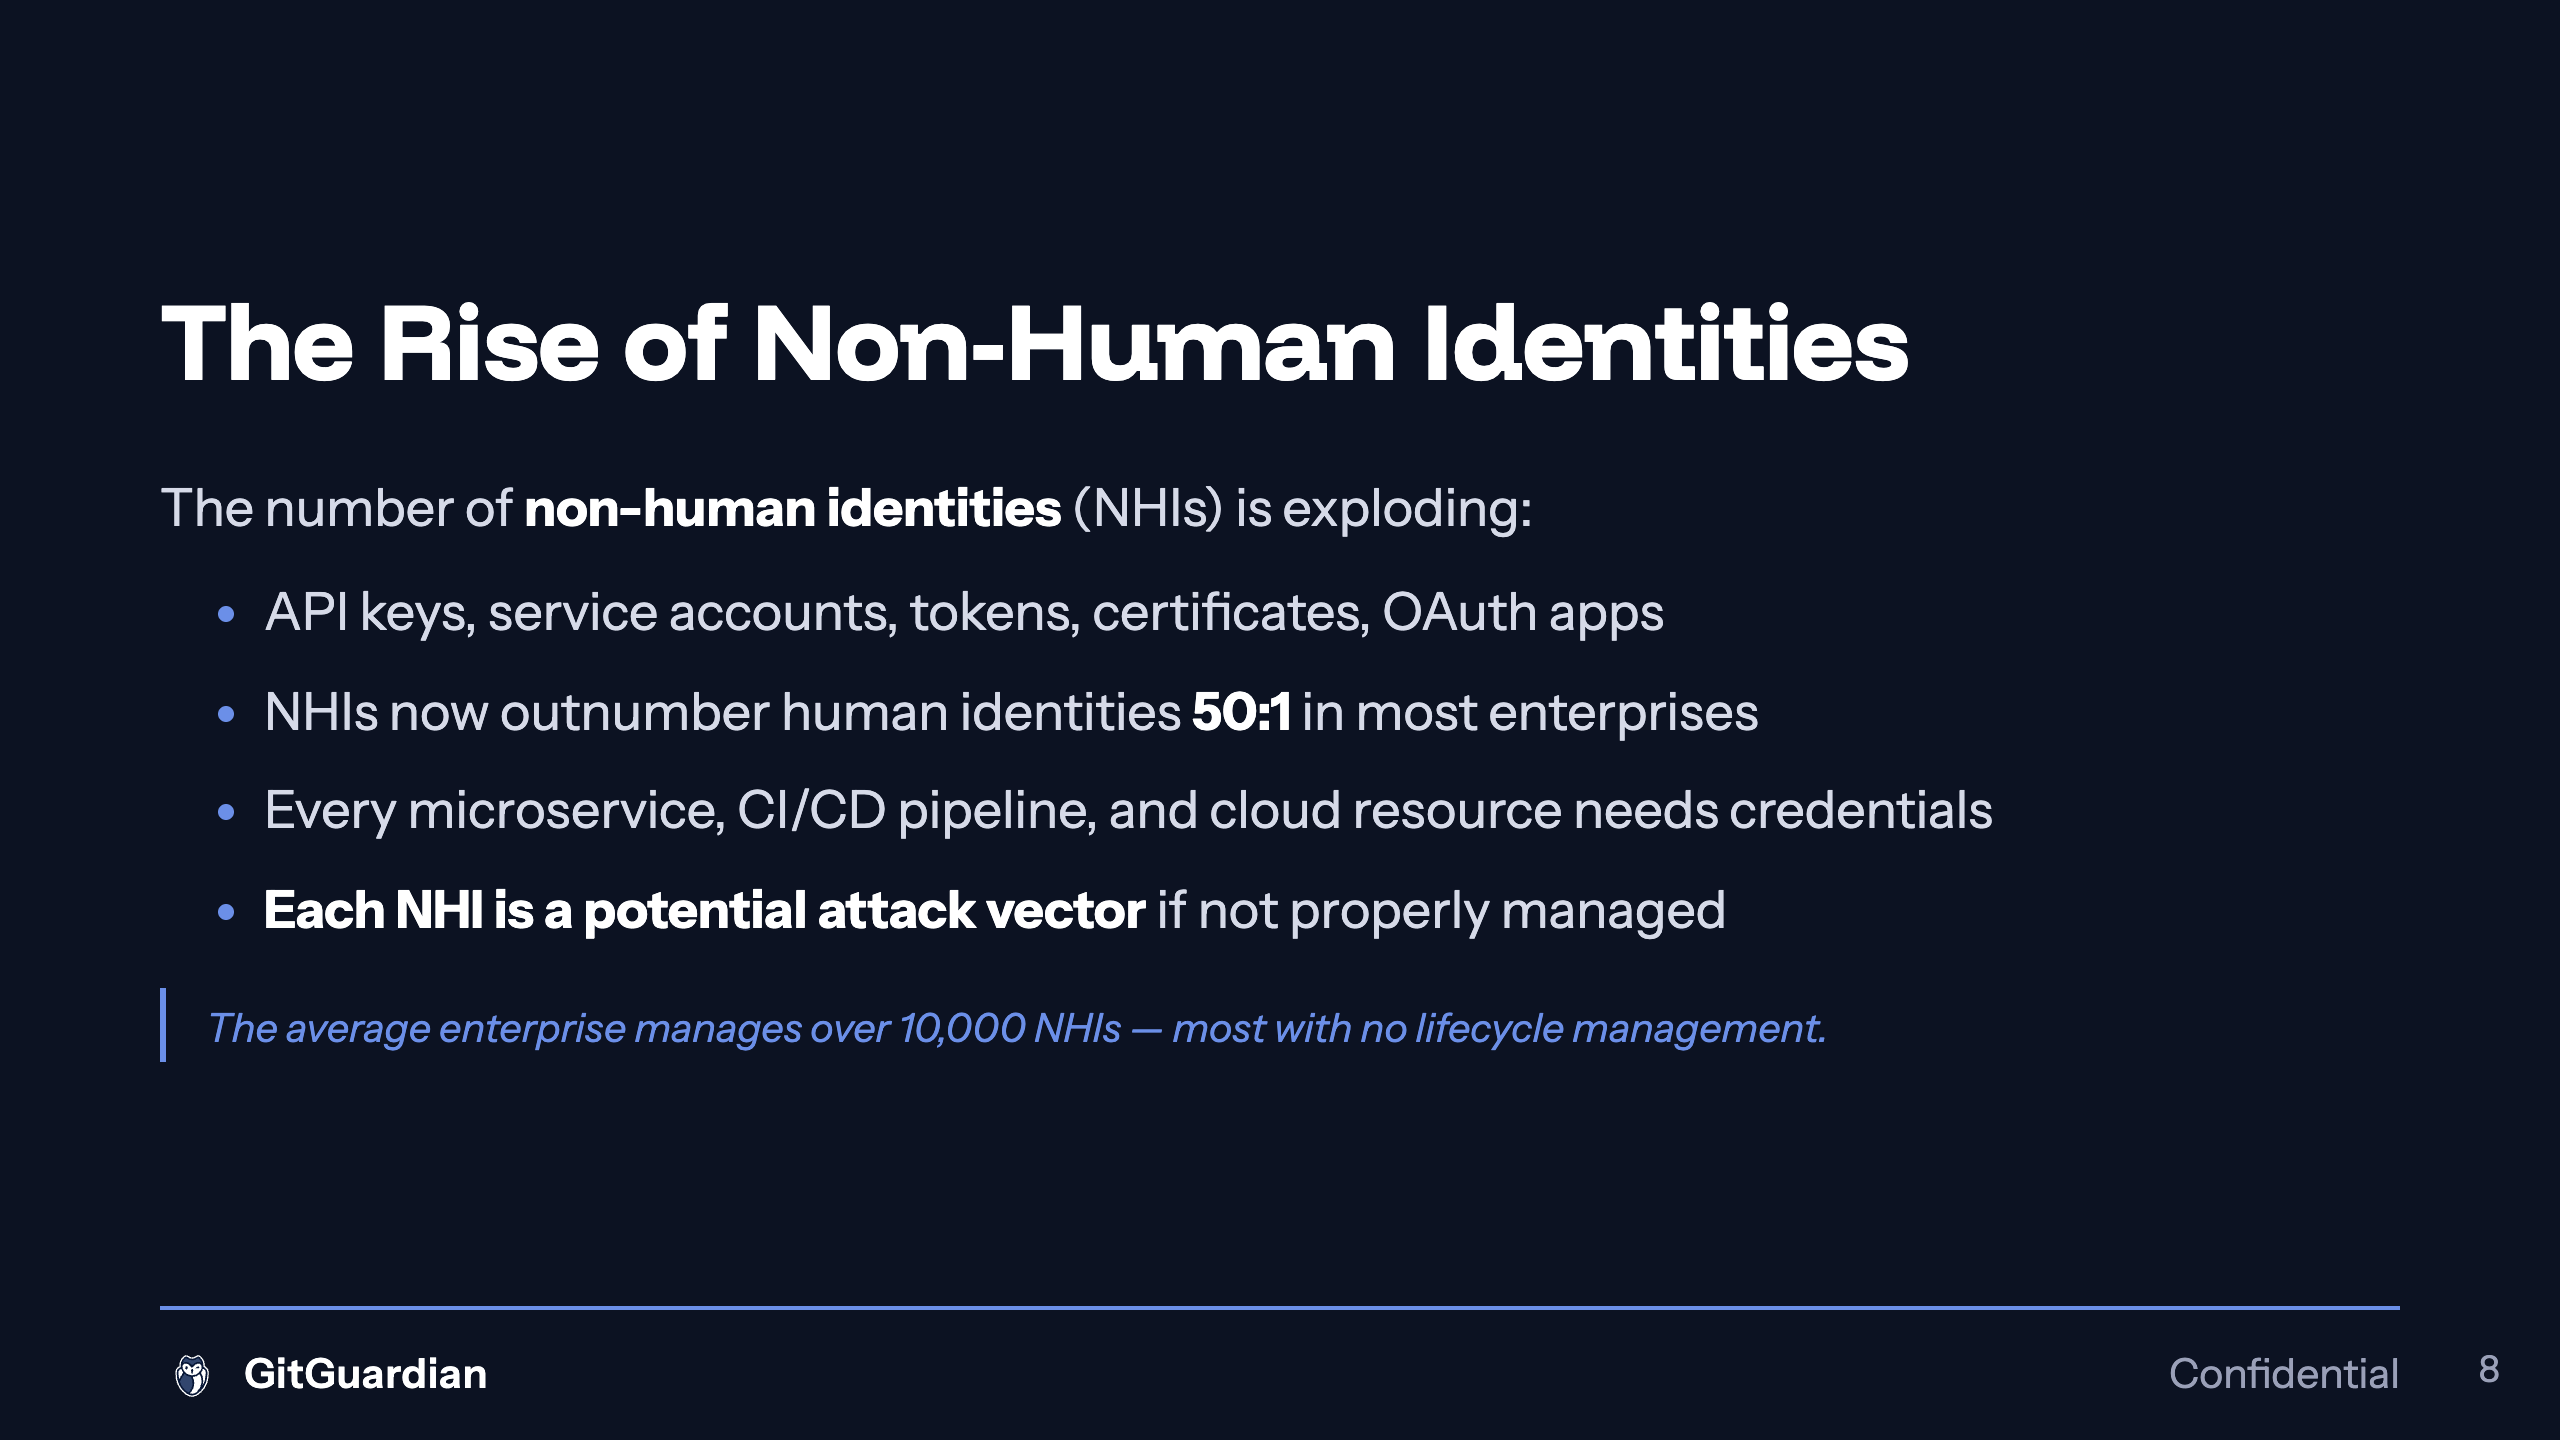 The Rise of Non-Human Identities
The number of non-human identities (NHIs) is exploding:
• API keys, service accounts, tokens, certificates, OAuth apps
• NHIs now outnumber human identities 50:1 in most enterprises
• Every microservice, CI/CD pipeline, and cloud resource needs credentials
• Each NHI is a potential attack vector if not properly managed
The average enterprise manages over 10,000 NHIs — most with no lifecycle management.
GitGuardian
Confidential
8